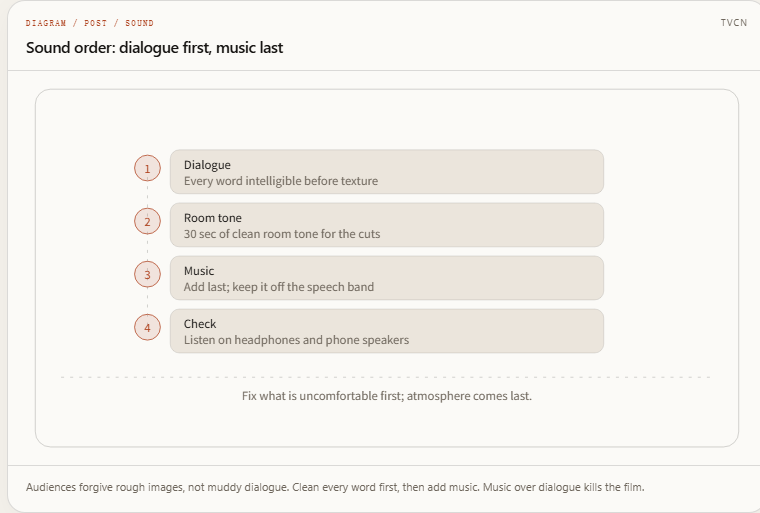 DIAGRAM / POST / SOUND
TVCN
Sound order: dialogue first, music last
1
Dialogue
Every word intelligible before texture
2
Room tone
30 sec of clean room tone for the cuts
3
Music
Add last; keep it off the speech band
4
Check
Listen on headphones and phone speakers
Fix what is uncomfortable first; atmosphere comes last.
Audiences forgive rough images, not muddy dialogue. Clean every word first, then add music. Music over dialogue kills the film.